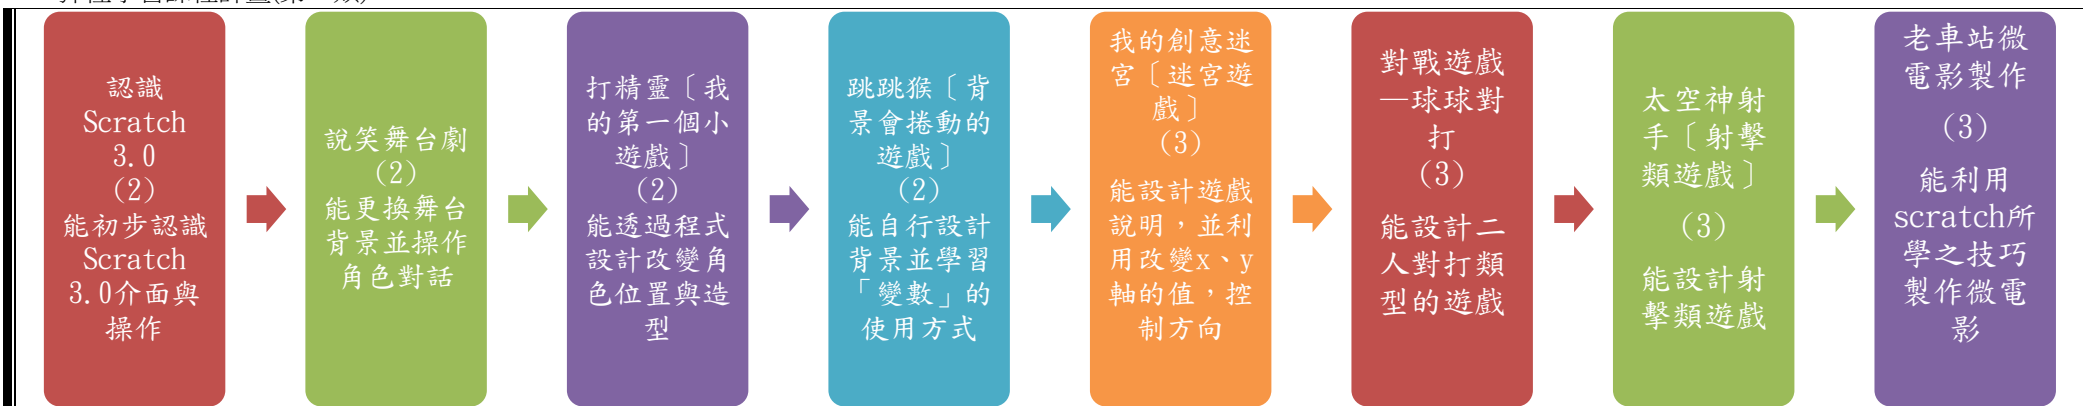 認識
Scratch
3.0
(2)
能初步認識
Scratch
3.0介面與
操作
說笑舞台劇
(2)
能更換舞台
背景並操作
角色對話
打精靈〔我
的第一個小
遊戲〕
(2)
能透過程式
設計改變角
色位置與造
型
跳跳猴〔背
景會捲動的
遊戲〕
(2)
能自行設計
背景並學習
「變數」的
使用方式
我的創意迷
宮〔迷宮遊
戲〕
(3)
能設計遊戲
說明，並利
用改變x、y
軸的值，控
制方向
對戰遊戲
—球球對
打
(3)
能設計二
人對打類
型的遊戲
太空神射
手〔射擊
類遊戲〕
(3)
能設計射
擊類遊戲
老車站微
電影製作
(3)
能利用
scratch所
學之技巧
製作微電
影